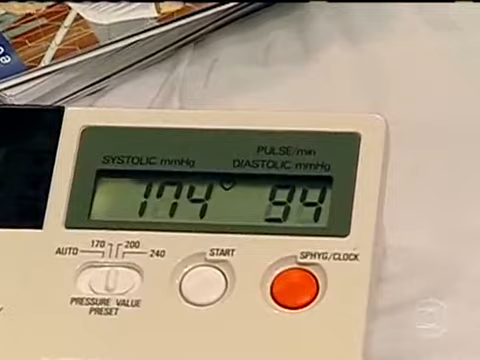 PULSE/min
SYSTOLIC mmHg DIASTOLIC mmHg
174 94
AUTO 170 200 240
START
SPHYG/CLOCK
PRESSURE VALUE
PRESET